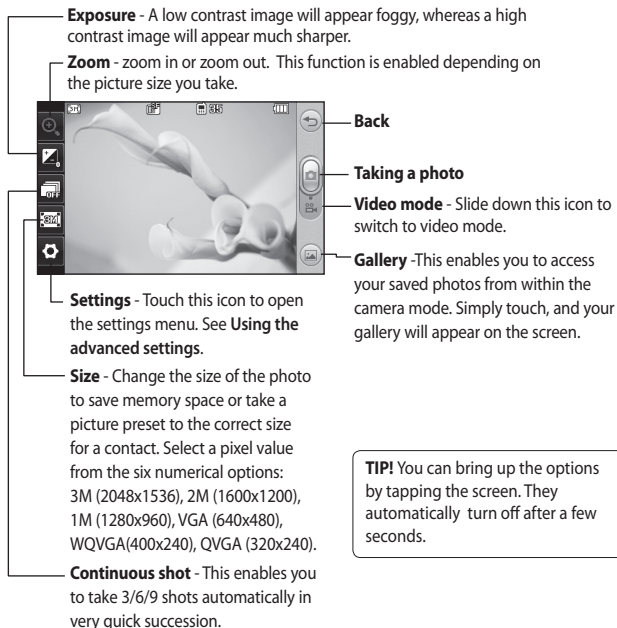 Exposure - A low contrast image will appear foggy, whereas a high
contrast image will appear much sharper.
Zoom - zoom in or zoom out.  This function is enabled depending on
the picture size you take.
Back
Taking a photo
Video mode - Slide down this icon to
switch to video mode.
Gallery -This enables you to access
your saved photos from within the
camera mode. Simply touch, and your
gallery will appear on the screen.
3M
OFF
3M
Settings - Touch this icon to open
the settings menu. See Using the
advanced settings.
Size - Change the size of the photo
to save memory space or take a
picture preset to the correct size
for a contact. Select a pixel value
from the six numerical options:
3M (2048x1536), 2M (1600x1200),
1M (1280x960), VGA (640x480),
WQVGA(400x240), QVGA (320x240).
Continuous shot - This enables you
to take 3/6/9 shots automatically in
very quick succession.
TIP! You can bring up the options
by tapping the screen. They
automatically  turn off after a few
seconds.